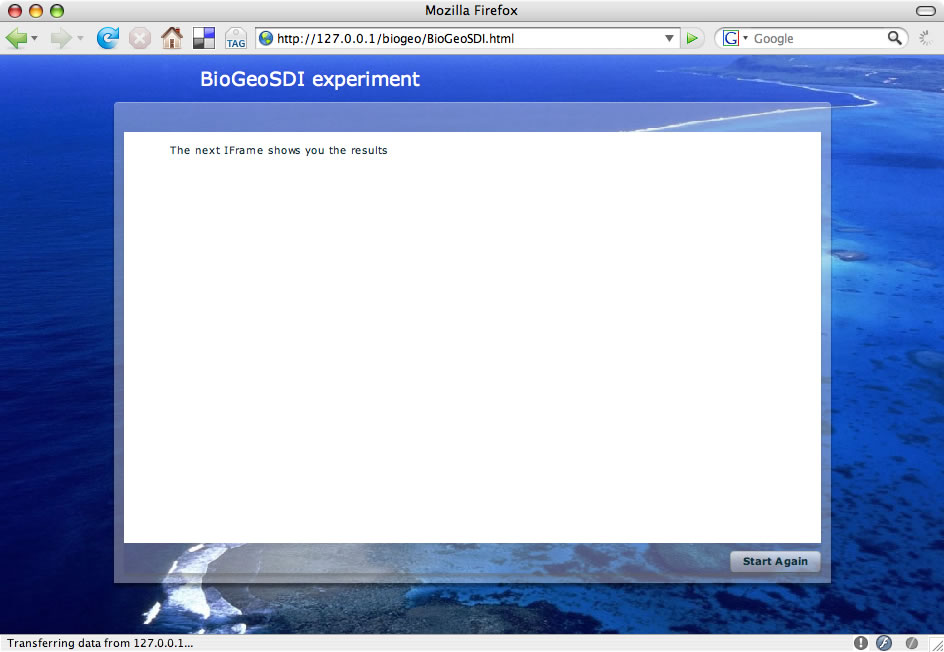 Mozilla Firefox
TAG
http://127.0.0.1/biogeo/BioGeoSDI.html
G
Google
BioGeoSDI experiment
The next IFrame shows you the results
Start Again
Transferring data from 127.0.0.1...